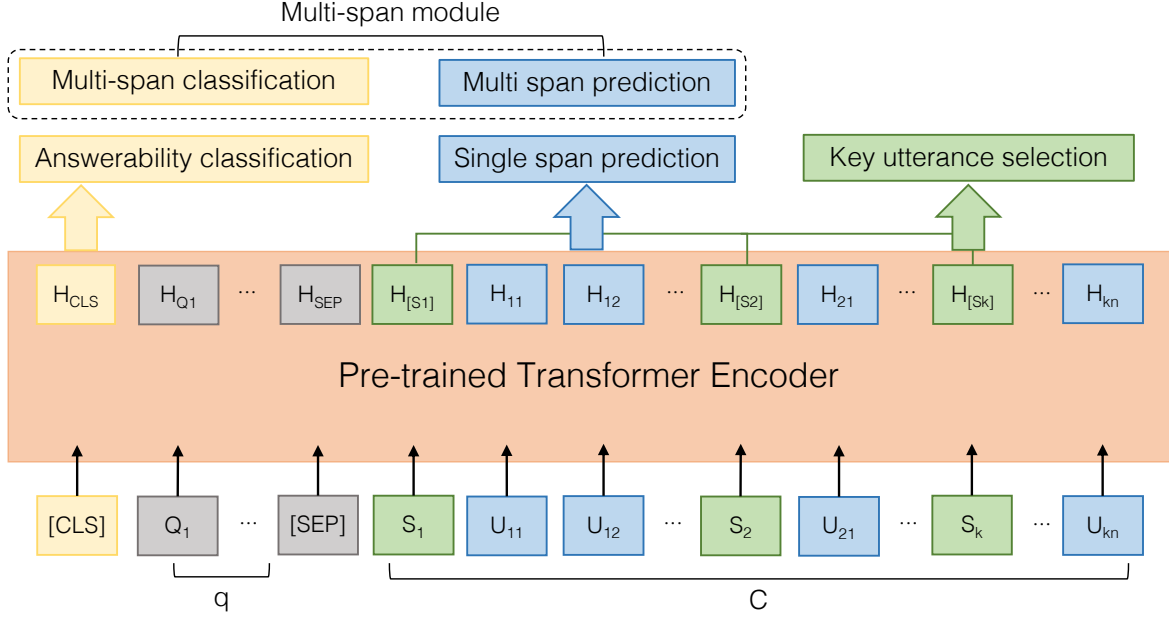 Multi-span module
Multi-span classification Multi span prediction
Answerability classification Single span prediction Key utterance selection
H_CLS H_Q1 ... H_SEP H_[S1] H_11 H_12 ... H_[S2] H_21 ... H_[Sk] ... H_kn
Pre-trained Transformer Encoder
[CLS] Q_1 ... [SEP] S_1 U_11 U_12 ... S_2 U_21 ... S_k ... U_kn
q C